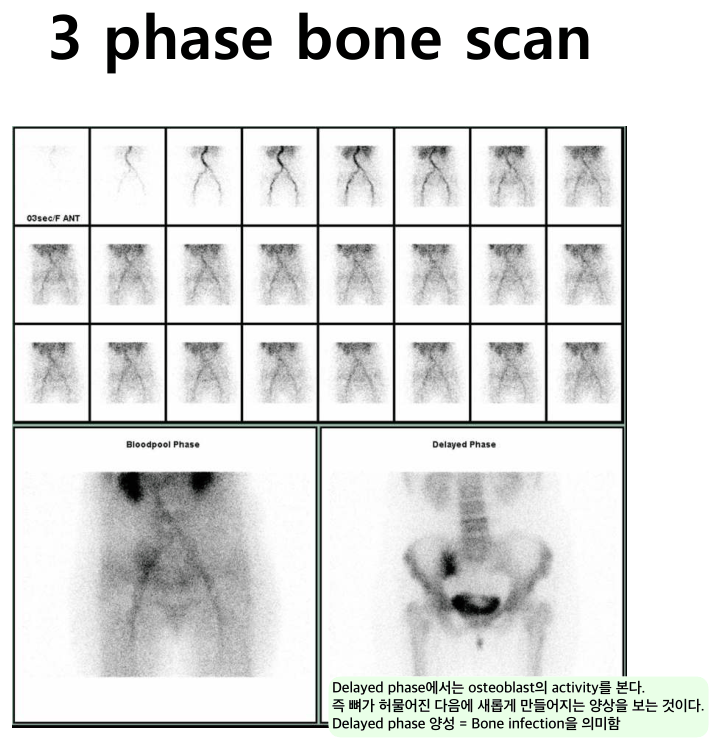 3 phase bone scan
03sec/F ANT
Bloodpool Phase
Delayed Phase
Delayed phase에서는 osteoblast의 activity를 본다.
즉 뼈가 허물어진 다음에 새롭게 만들어지는 양상을 보는 것이다.
Delayed phase 양성 = Bone infection을 의미함